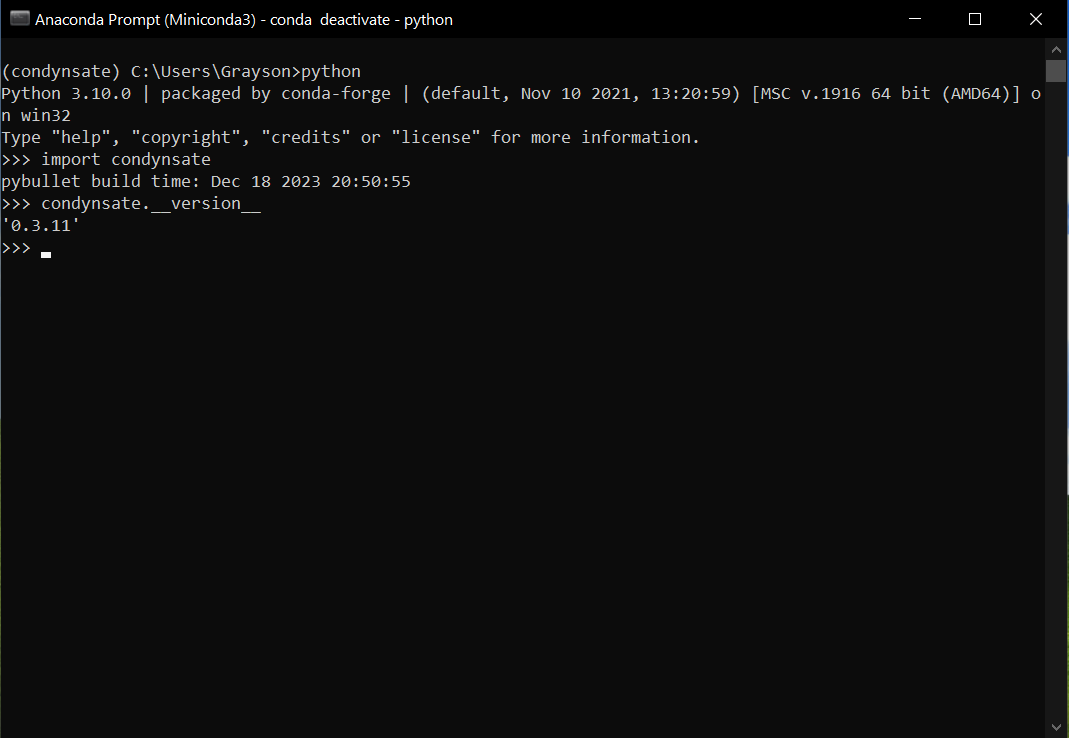 Anaconda Prompt (Miniconda3) - conda  deactivate - python
(condynsate) C:\Users\Grayson>python
Python 3.10.0 | packaged by conda-forge | (default, Nov 10 2021, 13:20:59) [MSC v.1916 64 bit (AMD64)] o
n win32
Type "help", "copyright", "credits" or "license" for more information.
>>> import condynsate
pybullet build time: Dec 18 2023 20:50:55
>>> condynsate.__version__
'0.3.11'
>>>